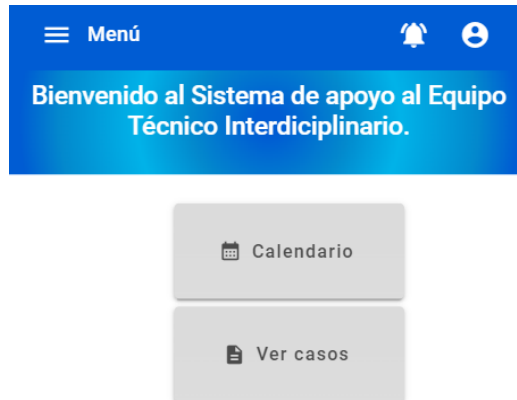 Menú
Bienvenido al Sistema de apoyo al Equipo
Técnico Interdiciplinario.
Calendario
Ver casos